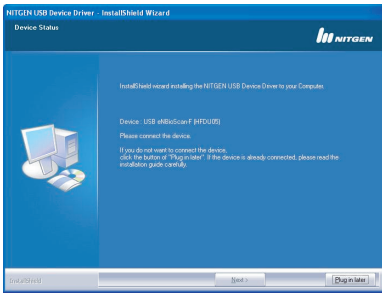 NITGEN USB Device Driver - InstallShield Wizard
Device Status
NITGEN
InstallShield wizard installing the NITGEN USB Device Driver to your Computer.
Device : USB eNBioScan-F (HFDU05)
Please connect the device.
If you do not want to connect the device,
click the button of "Plug in later". If the device is already connected, please read the
installation guide carefully.
InstallShield
Next >
Plug in later